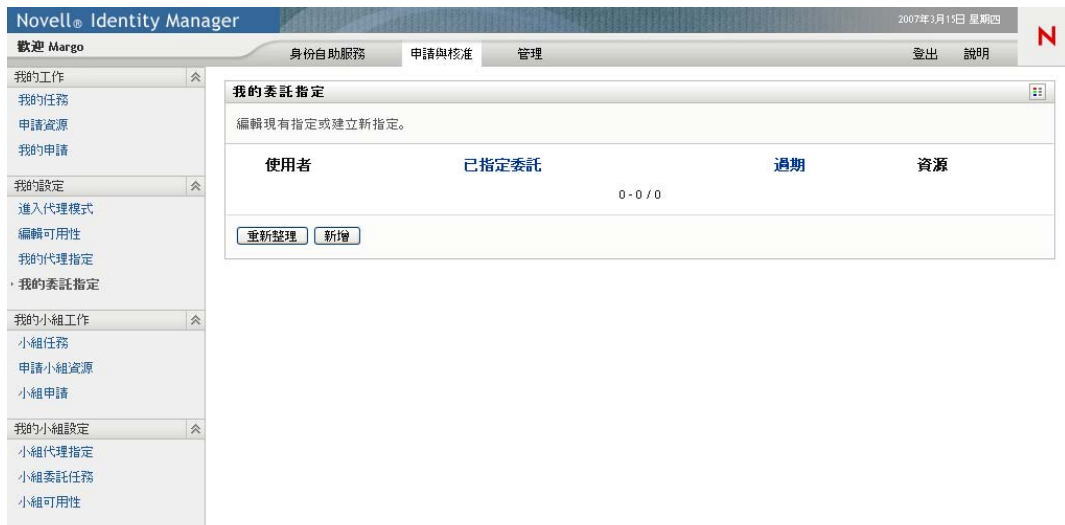 Novell® Identity Manager
2007年3月15日 星期四
歡迎 Margo
身份自助服務 申請與核准 管理 登出 說明
N
我的工作
我的任務
申請資源
我的申請
我的設定
進入代理模式
編輯可用性
我的代理指定
我的委託指定
我的小組工作
小組任務
申請小組資源
小組申請
我的小組設定
小組代理指定
小組委託任務
小組可用性
我的委託指定
編輯現有指定或建立新指定。
使用者 已指定委託 過期 資源
0 - 0 / 0
重新整理 新增